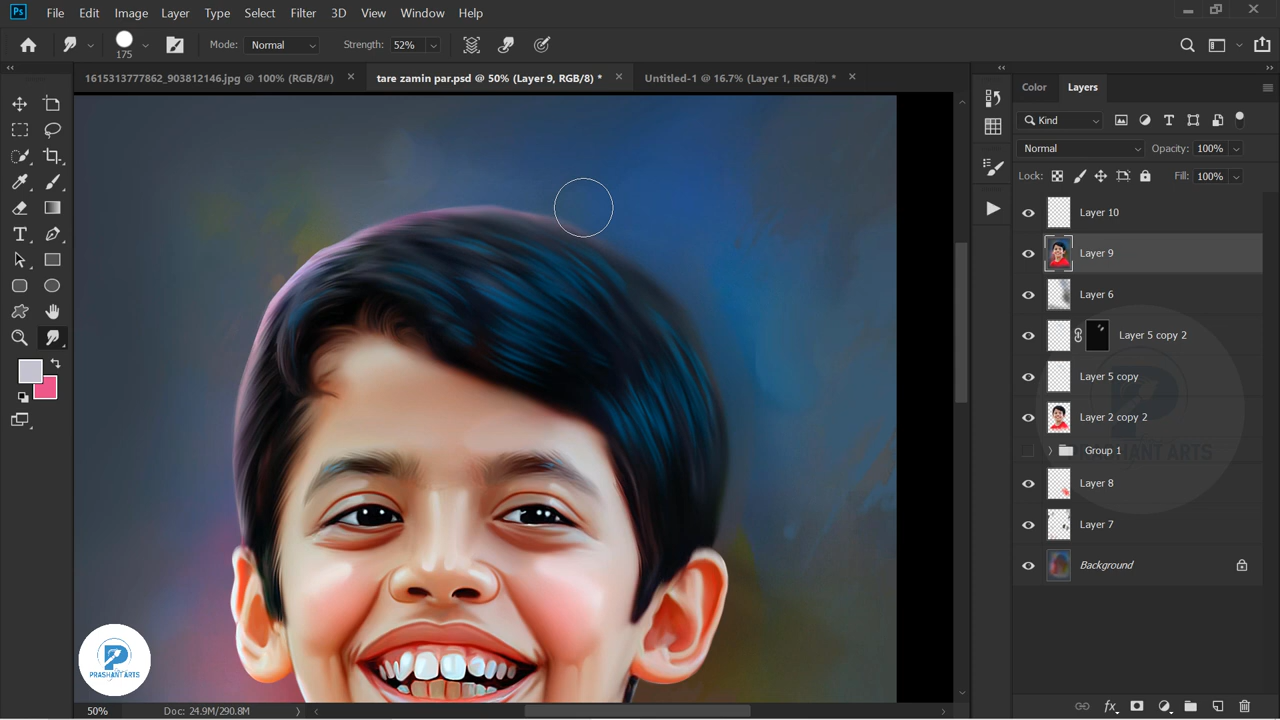 Ps File Edit Image Layer Type Select Filter 3D View Window Help
175 Mode: Normal Strength: 52%
1615313777862_903812146.jpg @ 100% (RGB/8#) × tare zamin par.psd @ 50% (Layer 9, RGB/8) * × Untitled-1 @ 16.7% (Layer 1, RGB/8) * ×
Color Layers
Kind
Normal Opacity: 100%
Lock: Fill: 100%
Layer 10
Layer 9
Layer 6
Layer 5 copy 2
Layer 5 copy
Layer 2 copy 2
Group 1
PRASHANT ARTS
Layer 8
Layer 7
Background
PRASHANT ARTS
50% Doc: 24.9M/290.8M